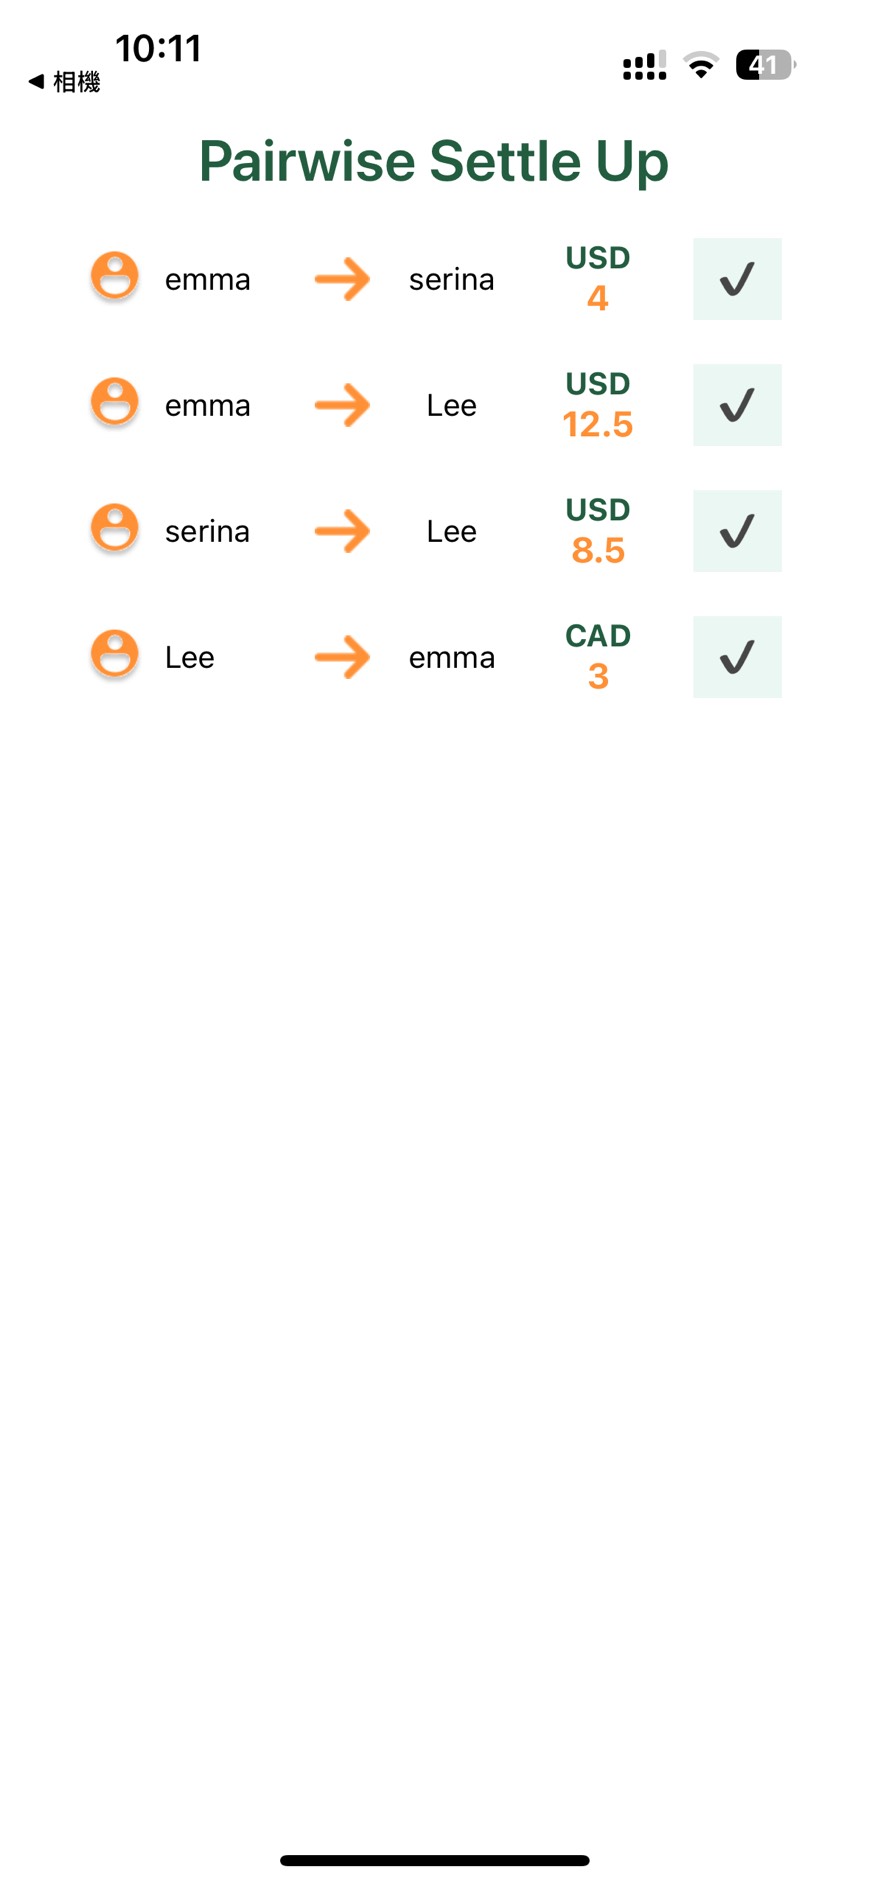 10:11
◀ 相機
41
Pairwise Settle Up
emma → serina USD 4 ✓
emma → Lee USD 12.5 ✓
serina → Lee USD 8.5 ✓
Lee → emma CAD 3 ✓